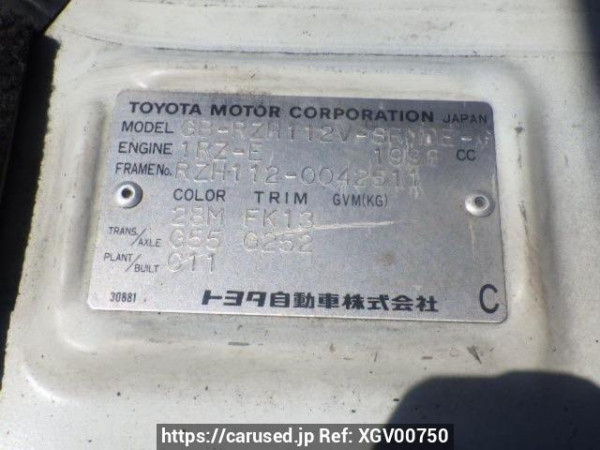 TOYOTA MOTOR CORPORATION JAPAN
MODEL GB-RZH112V-
ENGINE 1RZ-E 1998 CC
FRAME No. RZH112-0042511
COLOR TRIM GVM(KG)
28M FK13
TRANS/AXLE G55 G252
PLANT/BUILT C11
30881 トヨタ自動車株式会社 C
https://carused.jp Ref: XGV00750